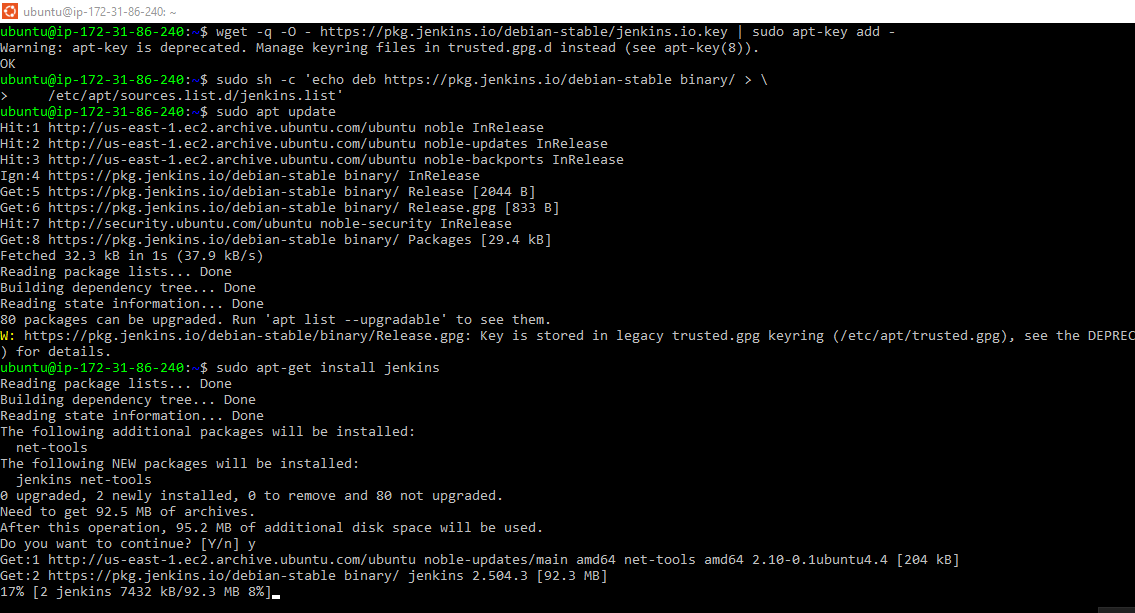 ubuntu@ip-172-31-86-240: ~
ubuntu@ip-172-31-86-240:~$ wget -q -O - https://pkg.jenkins.io/debian-stable/jenkins.io.key | sudo apt-key add -
Warning: apt-key is deprecated. Manage keyring files in trusted.gpg.d instead (see apt-key(8)).
OK
ubuntu@ip-172-31-86-240:~$ sudo sh -c 'echo deb https://pkg.jenkins.io/debian-stable binary/ > \
>     /etc/apt/sources.list.d/jenkins.list'
ubuntu@ip-172-31-86-240:~$ sudo apt update
Hit:1 http://us-east-1.ec2.archive.ubuntu.com/ubuntu noble InRelease
Hit:2 http://us-east-1.ec2.archive.ubuntu.com/ubuntu noble-updates InRelease
Hit:3 http://us-east-1.ec2.archive.ubuntu.com/ubuntu noble-backports InRelease
Ign:4 https://pkg.jenkins.io/debian-stable binary/ InRelease
Get:5 https://pkg.jenkins.io/debian-stable binary/ Release [2044 B]
Get:6 https://pkg.jenkins.io/debian-stable binary/ Release.gpg [833 B]
Hit:7 http://security.ubuntu.com/ubuntu noble-security InRelease
Get:8 https://pkg.jenkins.io/debian-stable binary/ Packages [29.4 kB]
Fetched 32.3 kB in 1s (37.9 kB/s)
Reading package lists... Done
Building dependency tree... Done
Reading state information... Done
80 packages can be upgraded. Run 'apt list --upgradable' to see them.
W: https://pkg.jenkins.io/debian-stable/binary/Release.gpg: Key is stored in legacy trusted.gpg keyring (/etc/apt/trusted.gpg), see the DEPREC
) for details.
ubuntu@ip-172-31-86-240:~$ sudo apt-get install jenkins
Reading package lists... Done
Building dependency tree... Done
Reading state information... Done
The following additional packages will be installed:
  net-tools
The following NEW packages will be installed:
  jenkins net-tools
0 upgraded, 2 newly installed, 0 to remove and 80 not upgraded.
Need to get 92.5 MB of archives.
After this operation, 95.2 MB of additional disk space will be used.
Do you want to continue? [Y/n] y
Get:1 http://us-east-1.ec2.archive.ubuntu.com/ubuntu noble-updates/main amd64 net-tools amd64 2.10-0.1ubuntu4.4 [204 kB]
Get:2 https://pkg.jenkins.io/debian-stable binary/ jenkins 2.504.3 [92.3 MB]
17% [2 jenkins 7432 kB/92.3 MB 8%]